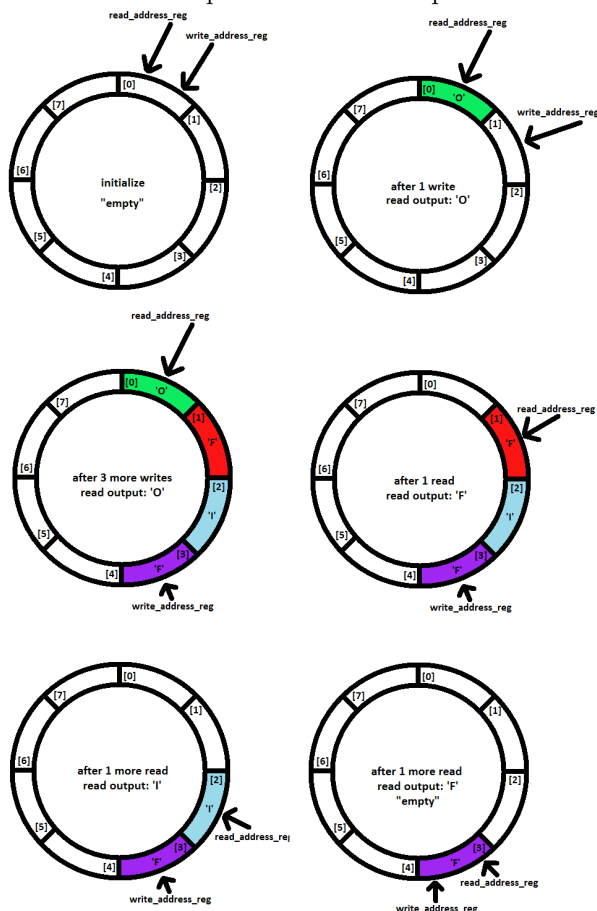 read_address_reg
write_address_reg
[0]
[1]
[2]
[3]
[4]
[5]
[6]
[7]
initialize
"empty"
read_address_reg
write_address_reg
[0]
'O'
[1]
[2]
[3]
[4]
[5]
[6]
[7]
after 1 write
read output: 'O'
read_address_reg
[0]
'O'
[1]
'F'
[2]
'I'
[3]
'F'
[4]
[5]
[6]
[7]
after 3 more writes
read output: 'O'
write_address_reg
read_address_reg
[0]
[1]
'F'
[2]
'I'
[3]
'F'
[4]
[5]
[6]
[7]
after 1 read
read output: 'F'
write_address_reg
[0]
[1]
[2]
'I'
[3]
'F'
[4]
[5]
[6]
[7]
after 1 more read
read output: 'I'
read_address_reg
write_address_reg
[0]
[1]
[2]
[3]
'F'
[4]
[5]
[6]
[7]
after 1 more read
read output: 'F'
"empty"
read_address_reg
write_address_reg